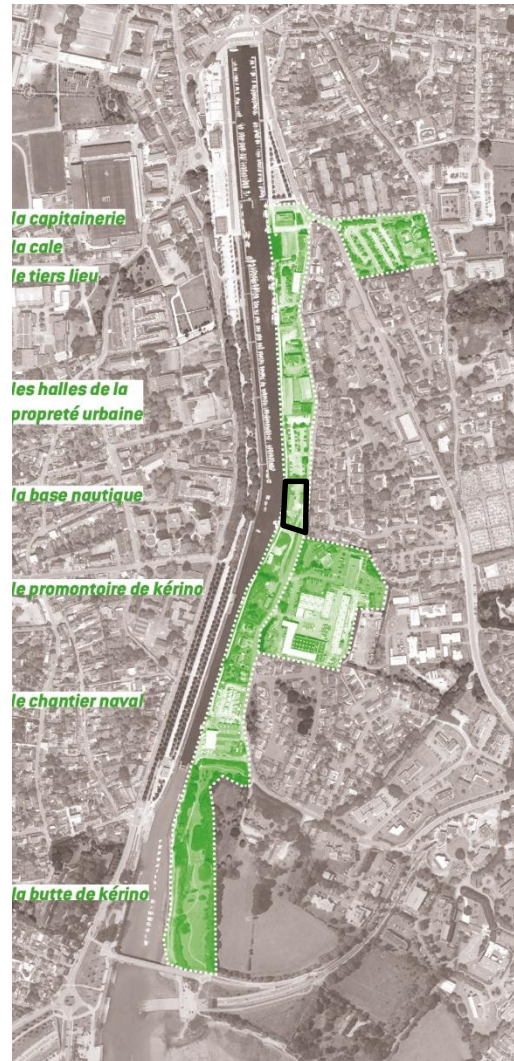 la capitainerie
la cale
le tiers lieu
les halles de la
propreté urbaine
la base nautique
le promontoire de kérino
le chantier naval
la butte de kérino